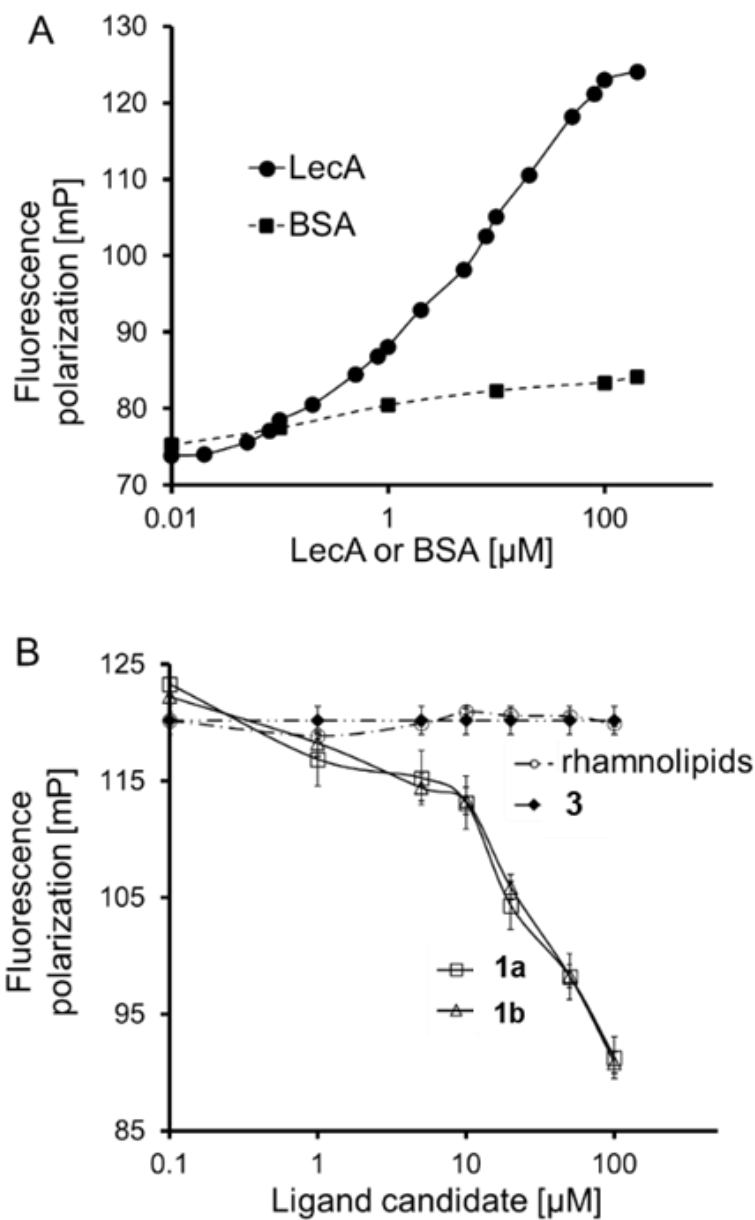 A
130
120
110
100
90
80
70
Fluorescence
polarization [mP]
LecA
BSA
0.01
1
100
LecA or BSA [µM]
B
125
115
105
95
85
Fluorescence
polarization [mP]
rhamnolipids
3
1a
1b
0.1
1
10
100
Ligand candidate [µM]